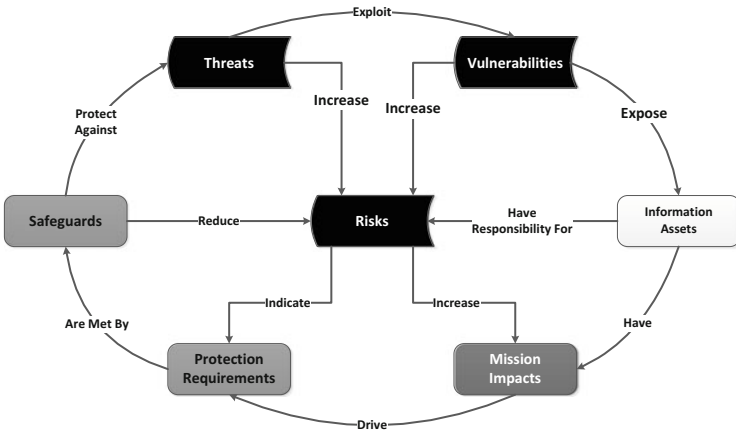 Exploit
Threats
Vulnerabilities
Increase
Increase
Protect
Against
Expose
Safeguards
Reduce
Risks
Have
Responsibility For
Information
Assets
Indicate
Increase
Are Met By
Have
Protection
Requirements
Mission
Impacts
Drive